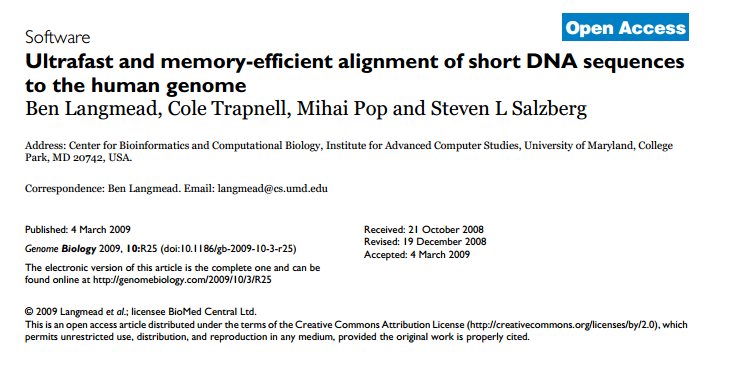 Open Access
Software
Ultrafast and memory-efficient alignment of short DNA sequences
to the human genome
Ben Langmead, Cole Trapnell, Mihai Pop and Steven L Salzberg
Address: Center for Bioinformatics and Computational Biology, Institute for Advanced Computer Studies, University of Maryland, College
Park, MD 20742, USA.
Correspondence: Ben Langmead. Email: langmead@cs.umd.edu
Published: 4 March 2009
Genome Biology 2009, 10:R25 (doi:10.1186/gb-2009-10-3-r25)
The electronic version of this article is the complete one and can be
found online at http://genomebiology.com/2009/10/3/R25
Received: 21 October 2008
Revised: 19 December 2008
Accepted: 4 March 2009
© 2009 Langmead et al.; licensee BioMed Central Ltd.
This is an open access article distributed under the terms of the Creative Commons Attribution License (http://creativecommons.org/licenses/by/2.0), which
permits unrestricted use, distribution, and reproduction in any medium, provided the original work is properly cited.